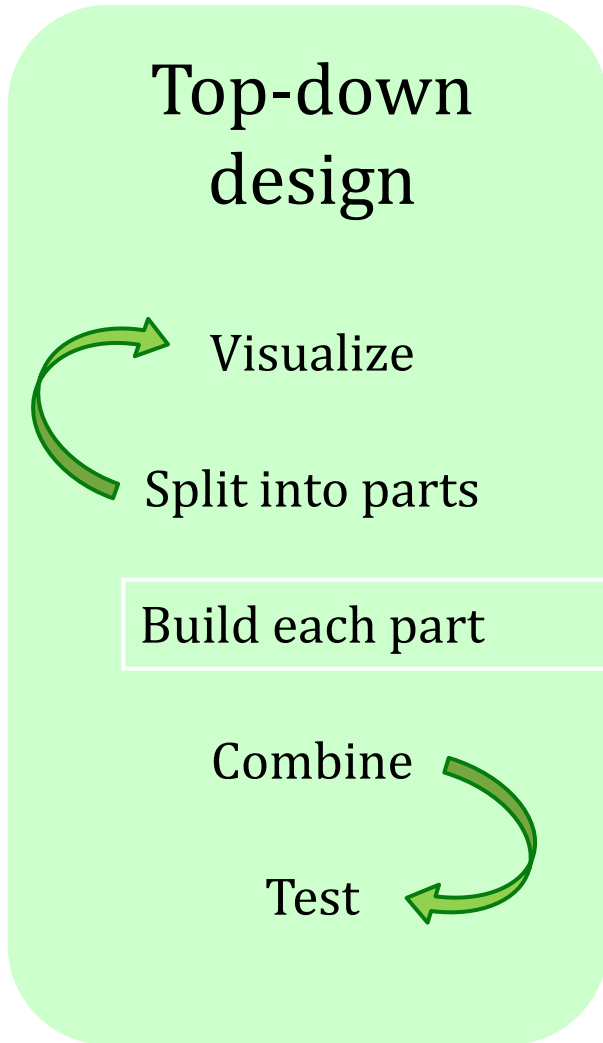 Top-down
design
Visualize
Split into parts
Build each part
Combine
Test